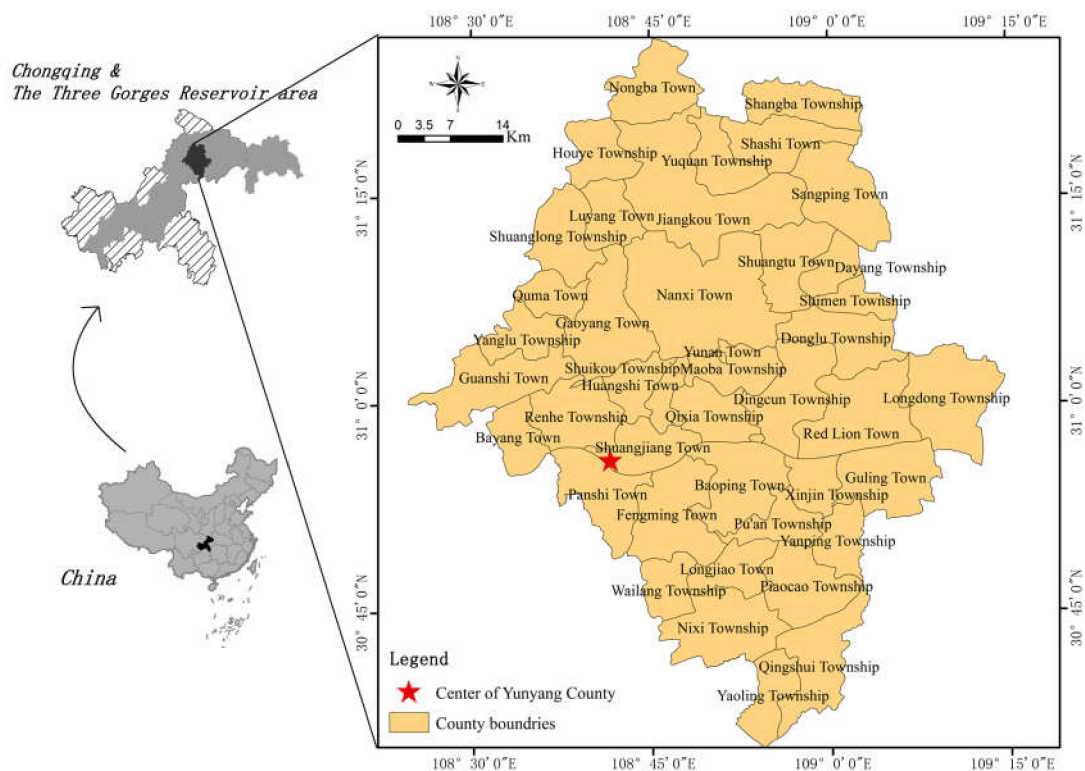 108° 30′ 0″E
108° 45′ 0″E
109° 0′ 0″E
109° 15′ 0″E
Chongqing &
The Three Gorges Reservoir area
0 3.5 7 14
Km
Nongba Town
Shangba Township
Shashi Town
Houye Township
Yuquan Township
Sangping Town
31° 15′ 0″N
31° 15′ 0″N
Luyang Town
Jiangkou Town
Shuanglong Township
Shuangtu Town
Dayang Township
Quma Town
Nanxi Town
Shimen Township
Gaoyang Town
Yanglu Township
Donglu Township
Yunan Town
Shuikou Township
Maoba Township
Guanshi Town
Huangshi Town
Dingcun Township
Longdong Township
31° 0′ 0″N
31° 0′ 0″N
Renhe Township
Qixia Township
Bayang Town
Red Lion Town
Shuangjiang Town
Guling Town
Panshi Town
Baoping Town
Xinjin Township
Fengming Town
Pu'an Township
Yanping Township
China
Longjiao Town
Wailang Township
Piaocao Township
30° 45′ 0″N
30° 45′ 0″N
Nixi Township
Legend
Qingshui Township
Center of Yunyang County
Yaoling Township
County boundries
108° 30′ 0″E
108° 45′ 0″E
109° 0′ 0″E
109° 15′ 0″E